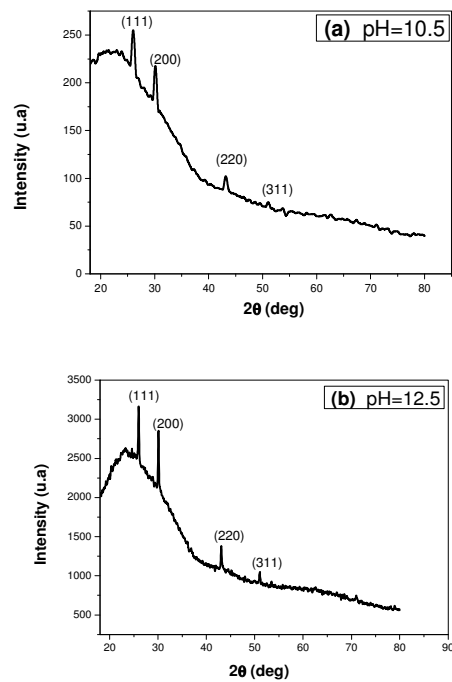 (a) pH=10.5
(111)
(200)
(220)
(311)
Intensity (u.a)
250
200
150
100
50
0
20 30 40 50 60 70 80
2θ (deg)
(b) pH=12.5
(111)
(200)
(220)
(311)
Intensity (u.a)
3500
3000
2500
2000
1500
1000
500
20 30 40 50 60 70 80 90
2θ (deg)